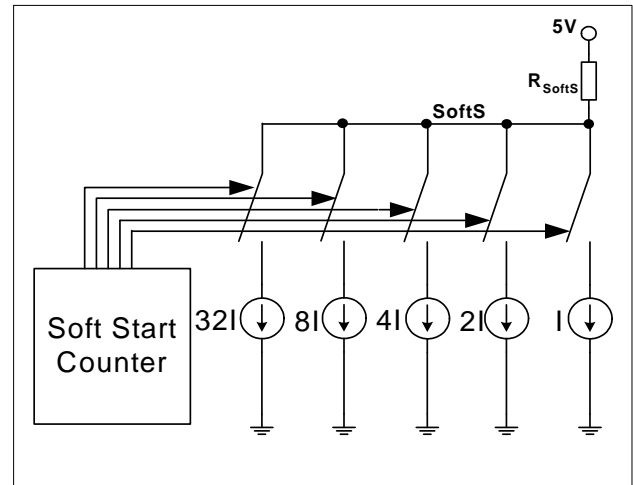 5V
RSoftS
SoftS
Soft Start
Counter
32I
8I
4I
2I
I